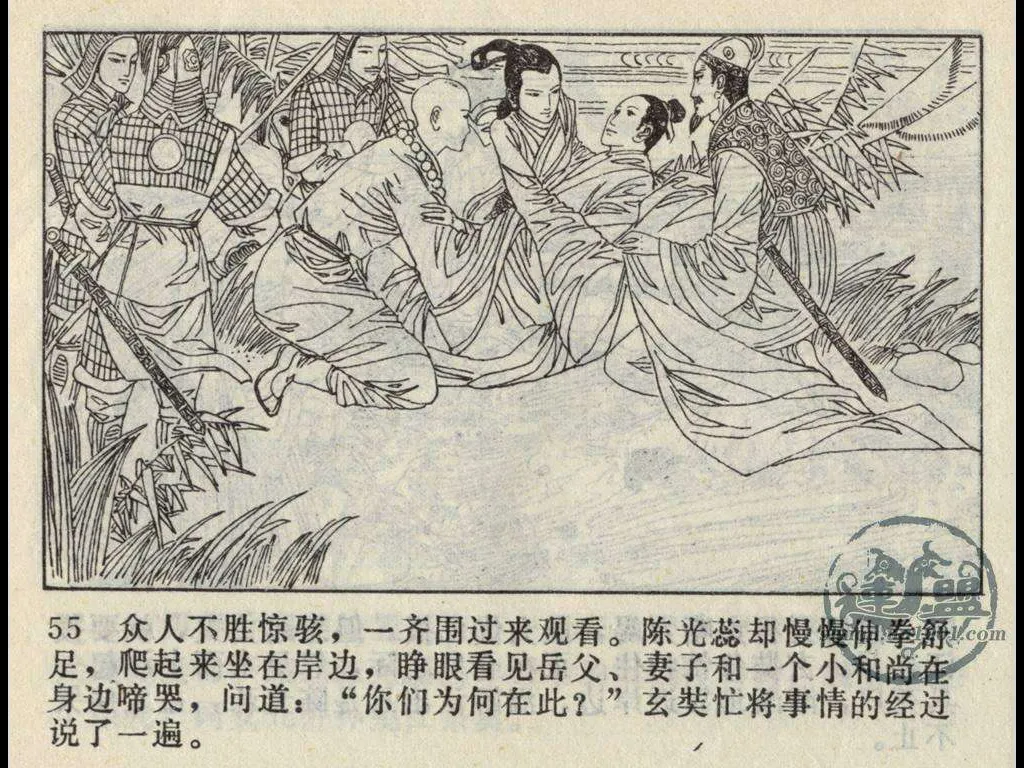 55 众人不胜惊骇，一齐围过来观看。陈光蕊却慢慢伸拳舒
足，爬起来坐在岸边，睁眼看见岳父、妻子和一个小和尚在
身边啼哭，问道：“你们为何在此？”玄奘忙将事情的经过
说了一遍。